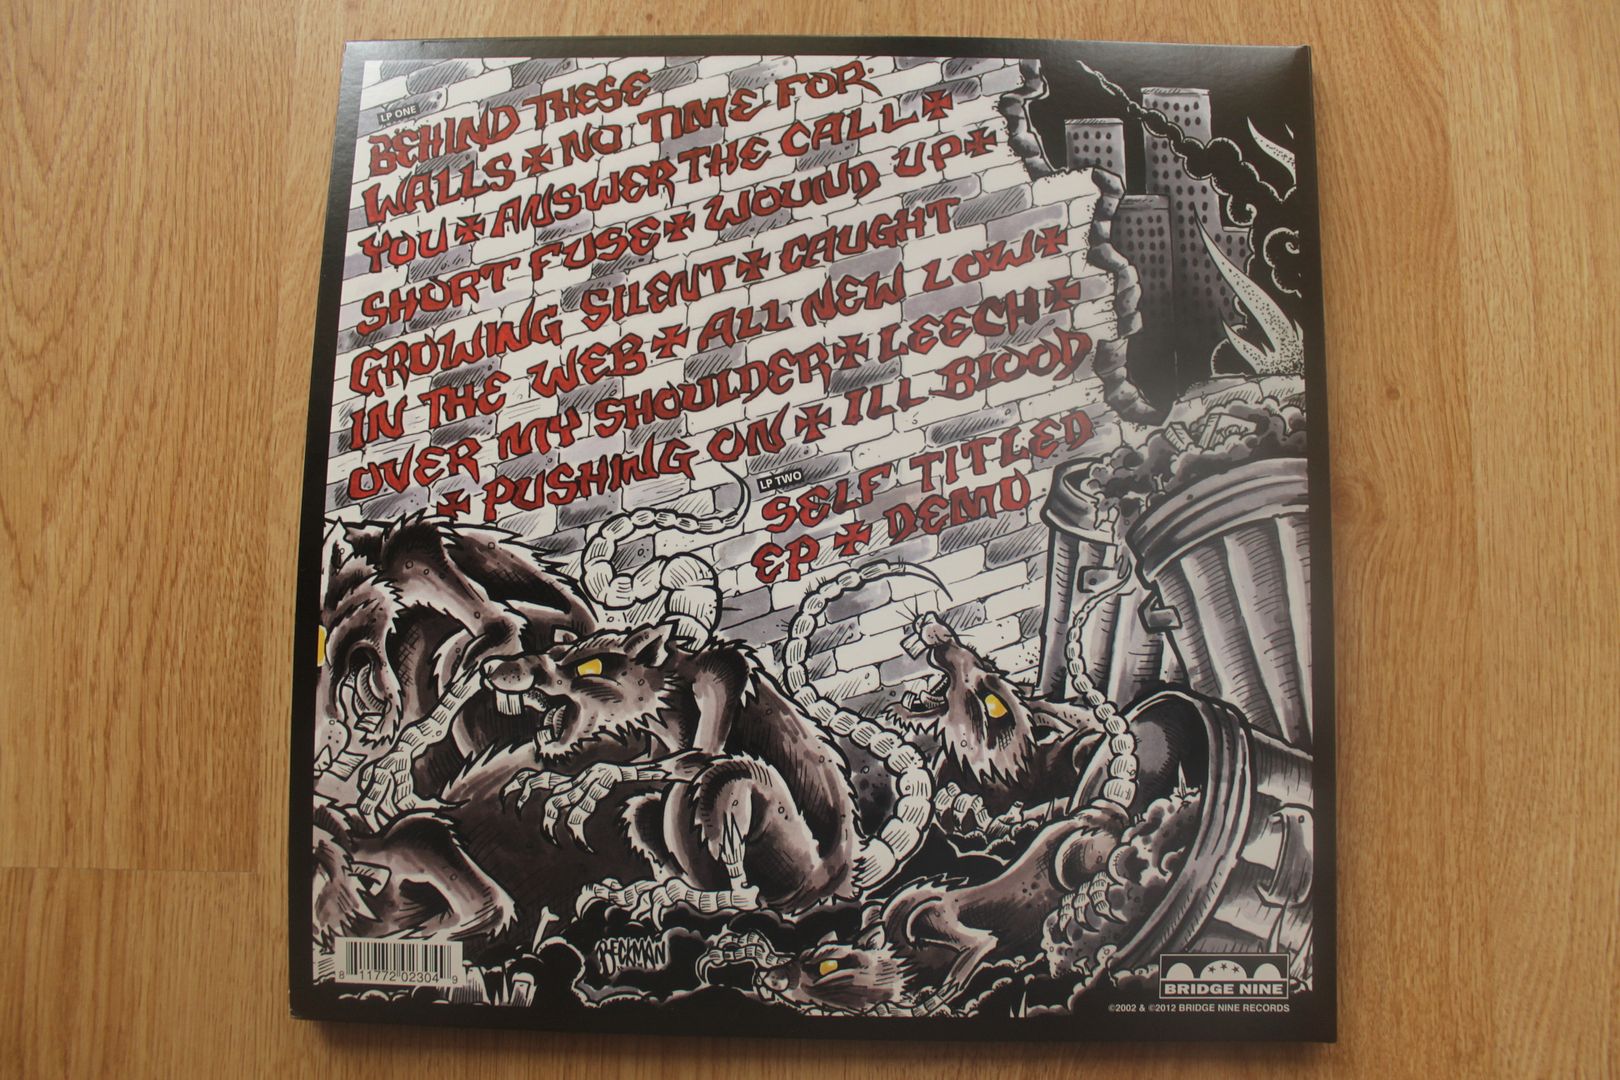 LP ONE
BEHIND THESE
WALLS ✠ NO TIME FOR
YOU ✠ ANSWER THE CALL ✠
SHORT FUSE ✠ WOUND UP ✠
GROWING SILENT ✠ CAUGHT
IN THE WEB ✠ ALL NEW LOW ✠
OVER MY SHOULDER ✠ LEECH ✠
✠ PUSHING ON ✠ ILL BLOOD
LP TWO
SELF TITLED
EP ✠ DEMO
BECKMAN
8 11772 02304 9
BRIDGE NINE
©2002 & ©2012 BRIDGE NINE RECORDS